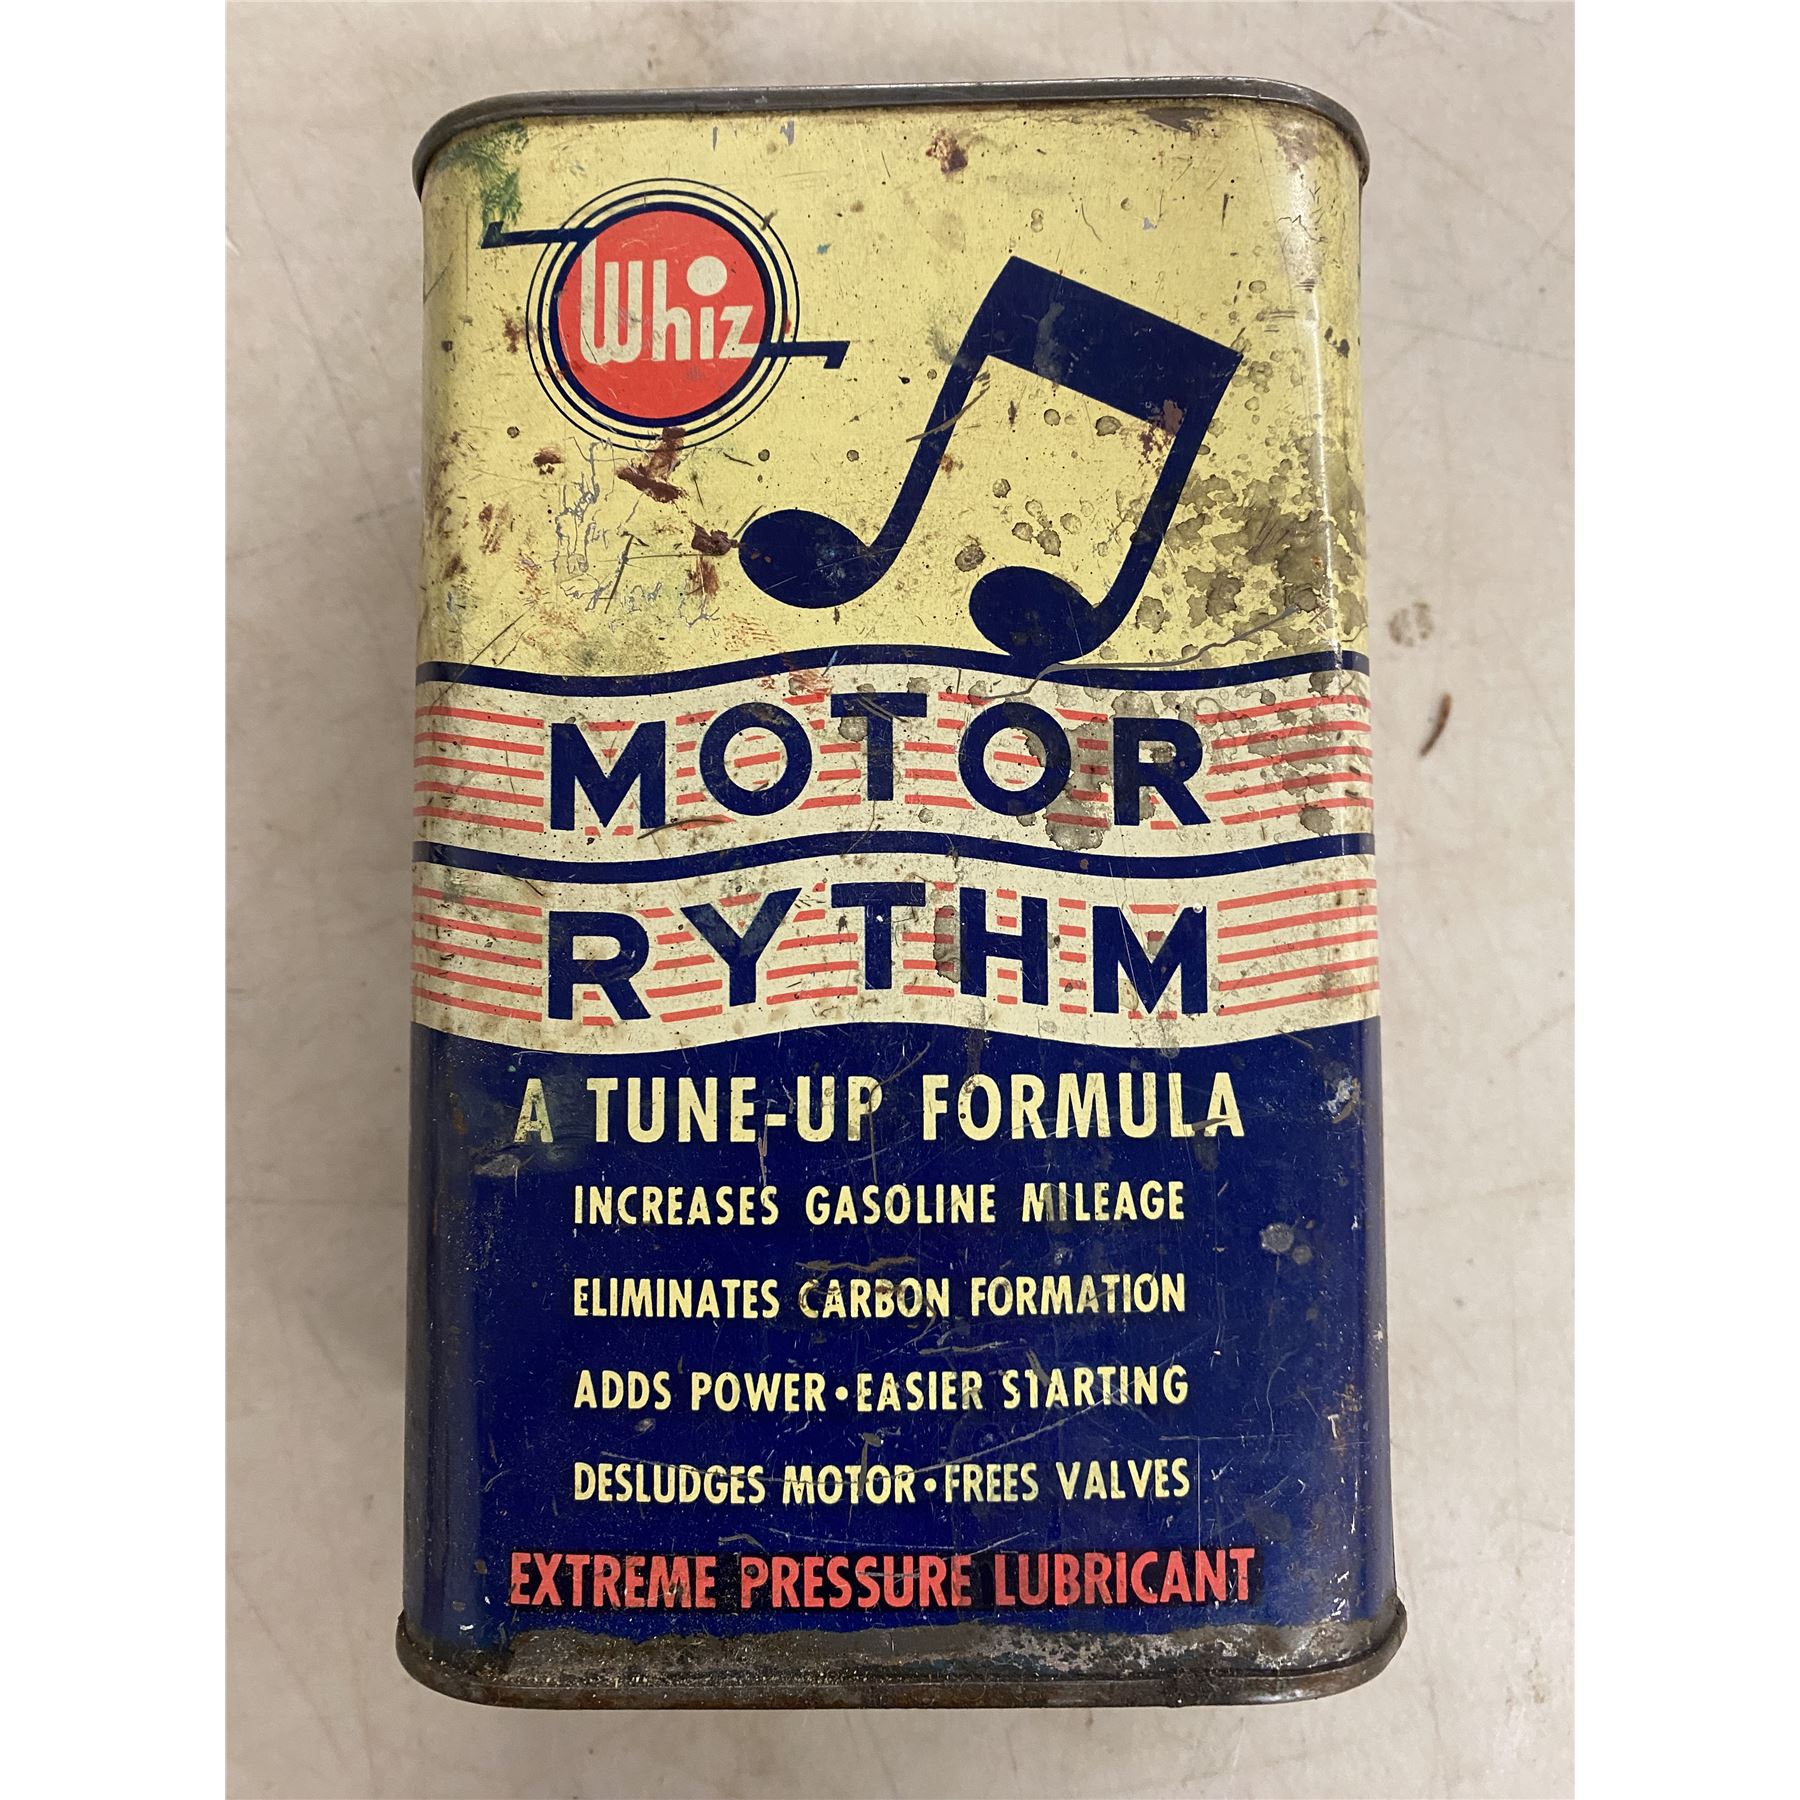 Whiz
MOTOR
RYTHM
A TUNE-UP FORMULA
INCREASES GASOLINE MILEAGE
ELIMINATES CARBON FORMATION
ADDS POWER • EASIER STARTING
DESLUDGES MOTOR • FREES VALVES
EXTREME PRESSURE LUBRICANT